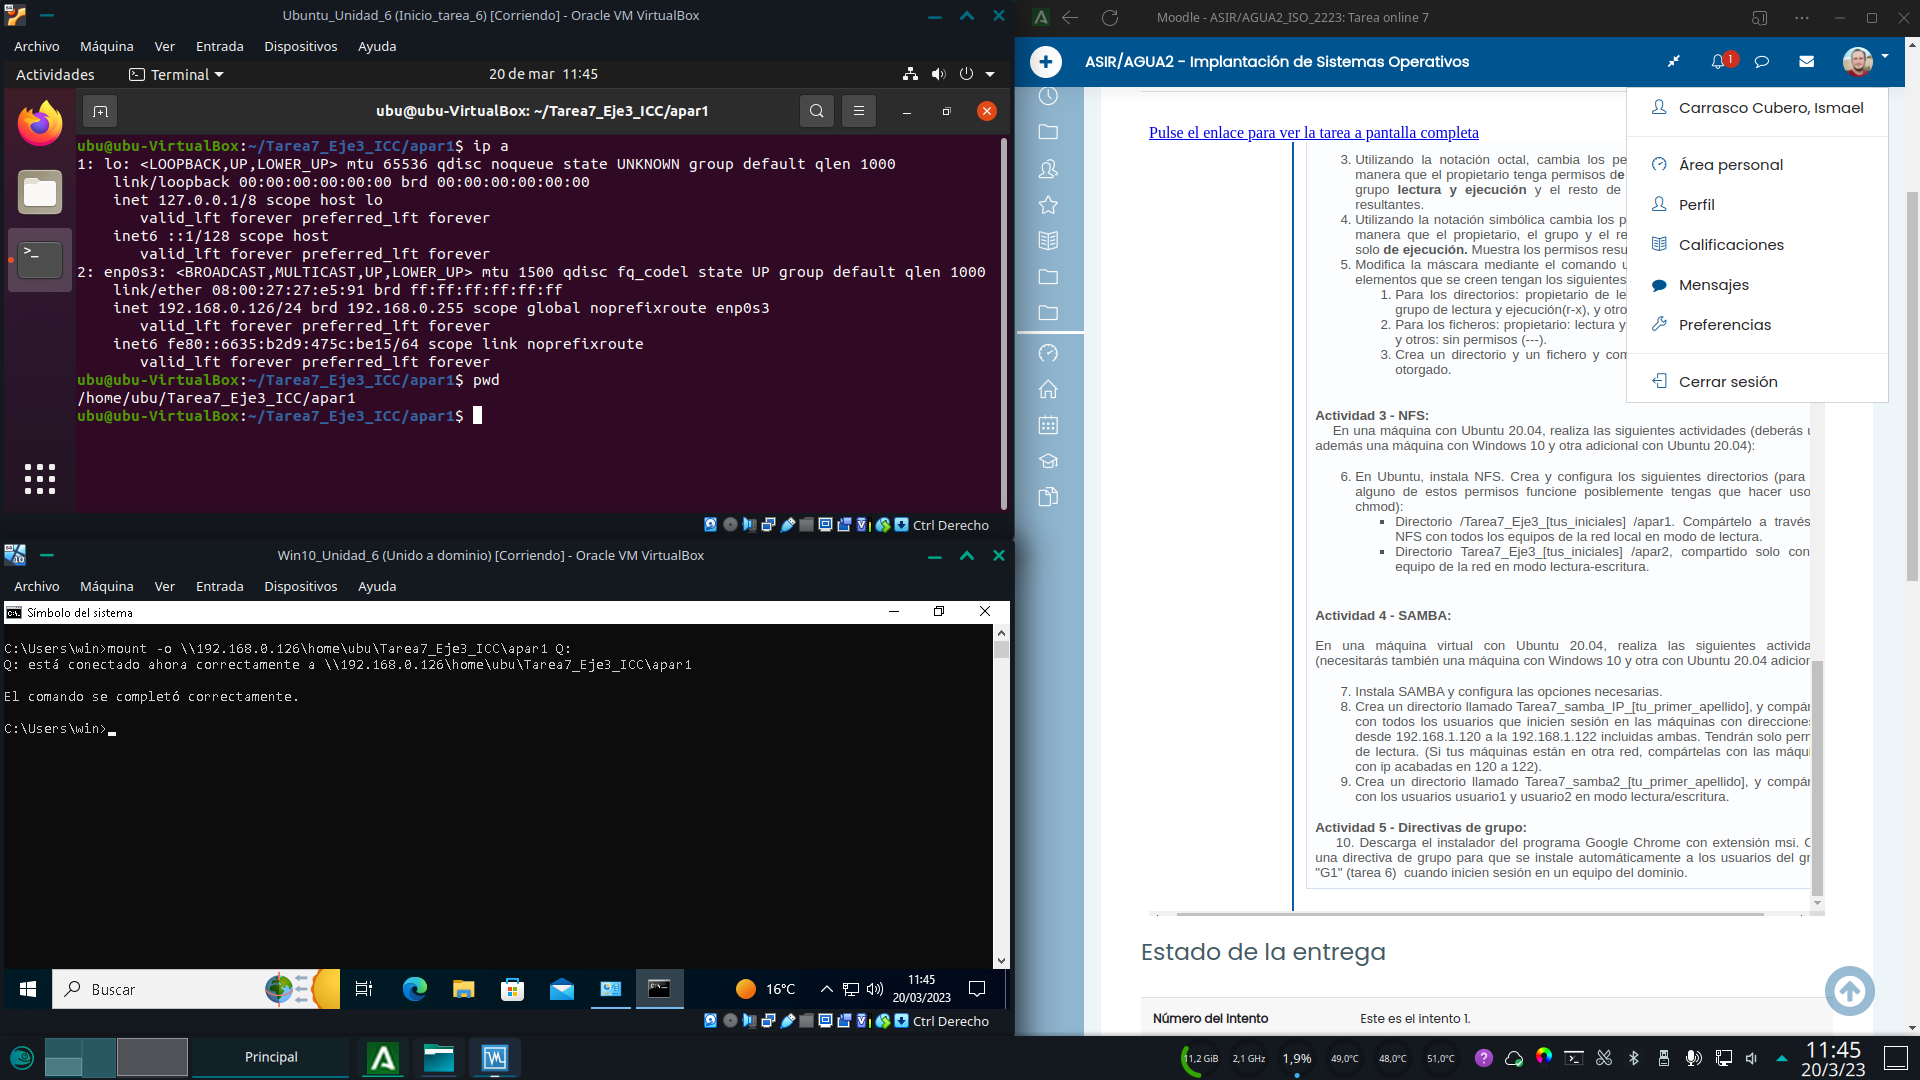 Ubuntu_Unidad_6 (Inicio_tarea_6) [Corriendo] - Oracle VM VirtualBox
Archivo Máquina Ver Entrada Dispositivos Ayuda
Actividades Terminal 20 de mar 11:45
ubu@ubu-VirtualBox: ~/Tarea7_Eje3_ICC/apar1
ubu@ubu-VirtualBox:~/Tarea7_Eje3_ICC/apar1$ ip a
1: lo: <LOOPBACK,UP,LOWER_UP> mtu 65536 qdisc noqueue state UNKNOWN group default qlen 1000
link/loopback 00:00:00:00:00:00 brd 00:00:00:00:00:00
inet 127.0.0.1/8 scope host lo
valid_lft forever preferred_lft forever
inet6 ::1/128 scope host
valid_lft forever preferred_lft forever
2: enp0s3: <BROADCAST,MULTICAST,UP,LOWER_UP> mtu 1500 qdisc fq_codel state UP group default qlen 1000
link/ether 08:00:27:27:e5:91 brd ff:ff:ff:ff:ff:ff
inet 192.168.0.126/24 brd 192.168.0.255 scope global noprefixroute enp0s3
valid_lft forever preferred_lft forever
inet6 fe80::6635:b2d9:475c:be15/64 scope link noprefixroute
valid_lft forever preferred_lft forever
ubu@ubu-VirtualBox:~/Tarea7_Eje3_ICC/apar1$ pwd
/home/ubu/Tarea7_Eje3_ICC/apar1
ubu@ubu-VirtualBox:~/Tarea7_Eje3_ICC/apar1$
Ctrl Derecho
Win10_Unidad_6 (Unido a dominio) [Corriendo] - Oracle VM VirtualBox
Archivo Máquina Ver Entrada Dispositivos Ayuda
Símbolo del sistema
C:\Users\win>mount -o \\192.168.0.126\home\ubu\Tarea7_Eje3_ICC\apar1 Q:
Q: está conectado ahora correctamente a \\192.168.0.126\home\ubu\Tarea7_Eje3_ICC\apar1
El comando se completó correctamente.
C:\Users\win>
Buscar
16°C
11:45
20/03/2023
Ctrl Derecho
Moodle - ASIR/AGUA2_ISO_2223: Tarea online 7
ASIR/AGUA2 - Implantación de Sistemas Operativos
1
Pulse el enlace para ver la tarea a pantalla completa
3. Utilizando la notación octal, cambia los pe
manera que el propietario tenga permisos de
grupo lectura y ejecución y el resto de
resultantes.
4. Utilizando la notación simbólica cambia los p
manera que el propietario, el grupo y el re
solo de ejecución. Muestra los permisos resu
5. Modifica la máscara mediante el comando u
elementos que se creen tengan los siguientes
1. Para los directorios: propietario de le
grupo de lectura y ejecución(r-x), y otro
2. Para los ficheros: propietario: lectura y
y otros: sin permisos (---).
3. Crea un directorio y un fichero y com
otorgado.
Carrasco Cubero, Ismael
Área personal
Perfil
Calificaciones
Mensajes
Preferencias
Cerrar sesión
Actividad 3 - NFS:
En una máquina con Ubuntu 20.04, realiza las siguientes actividades (deberás u
además una máquina con Windows 10 y otra adicional con Ubuntu 20.04):
6. En Ubuntu, instala NFS. Crea y configura los siguientes directorios (para
alguno de estos permisos funcione posiblemente tengas que hacer uso
chmod):
Directorio /Tarea7_Eje3_[tus_iniciales] /apar1. Compártelo a través
NFS con todos los equipos de la red local en modo de lectura.
Directorio Tarea7_Eje3_[tus_iniciales] /apar2, compartido solo con
equipo de la red en modo lectura-escritura.
Actividad 4 - SAMBA:
En una máquina virtual con Ubuntu 20.04, realiza las siguientes activida
(necesitarás también una máquina con Windows 10 y otra con Ubuntu 20.04 adicior
7. Instala SAMBA y configura las opciones necesarias.
8. Crea un directorio llamado Tarea7_samba_IP_[tu_primer_apellido], y compár
con todos los usuarios que inicien sesión en las máquinas con direccione
desde 192.168.1.120 a la 192.168.1.122 incluidas ambas. Tendrán solo perr
de lectura. (Si tus máquinas están en otra red, compártelas con las máqui
con ip acabadas en 120 a 122).
9. Crea un directorio llamado Tarea7_samba2_[tu_primer_apellido], y compár
con los usuarios usuario1 y usuario2 en modo lectura/escritura.
Actividad 5 - Directivas de grupo:
10. Descarga el instalador del programa Google Chrome con extensión msi. C
una directiva de grupo para que se instale automáticamente a los usuarios del gr
"G1" (tarea 6) cuando inicien sesión en un equipo del dominio.
Estado de la entrega
Número del Intento Este es el intento 1.
Principal
11,2 GiB 2,1 GHz 1,9% 49,0°C 48,0°C 51,0°C
11:45
20/3/23